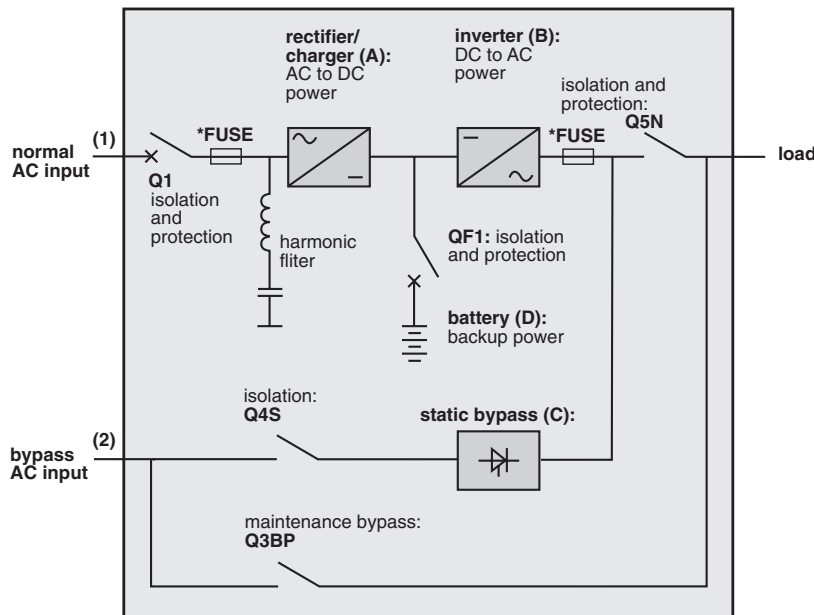 rectifier/
charger (A):
AC to DC
power
inverter (B):
DC to AC
power
isolation and
protection:
Q5N
(1)
normal
AC input
*FUSE
*FUSE
load
Q1
isolation
and
protection
harmonic
fliter
QF1: isolation
and protection
battery (D):
backup power
isolation:
Q4S
static bypass (C):
(2)
bypass
AC input
maintenance bypass:
Q3BP